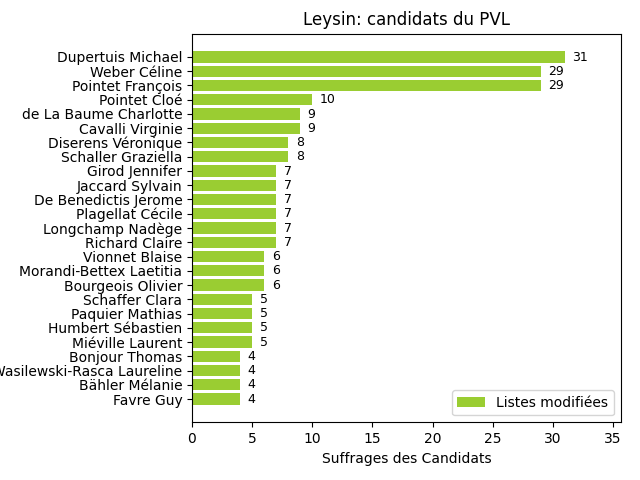 Leysin: candidats du PVL
Dupertuis Michael 31
Weber Céline 29
Pointet François 29
Pointet Cloé 10
de La Baume Charlotte 9
Cavalli Virginie 9
Diserens Véronique 8
Schaller Graziella 8
Girod Jennifer 7
Jaccard Sylvain 7
De Benedictis Jerome 7
Plagellat Cécile 7
Longchamp Nadège 7
Richard Claire 7
Vionnet Blaise 6
Morandi-Bettex Laetitia 6
Bourgeois Olivier 6
Schaffer Clara 5
Paquier Mathias 5
Humbert Sébastien 5
Miéville Laurent 5
Bonjour Thomas 4
Wasilewski-Rasca Laureline 4
Bähler Mélanie 4
Favre Guy 4
Listes modifiées
0 5 10 15 20 25 30 35
Suffrages des Candidats